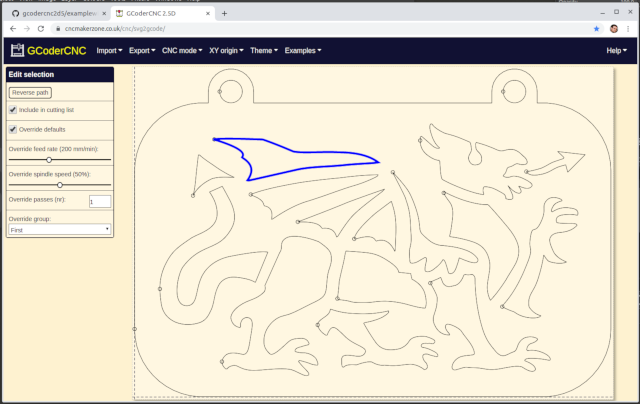 gcodercnc2d5/examplew
GCoderCNC 2.5D
cncmakerzone.co.uk/cnc/svg2gcode/
GCoderCNC
Import
Export
CNC mode
XY origin
Theme
Examples
Help
Edit selection
Reverse path
Include in cutting list
Override defaults
Override feed rate (200 mm/min):
Override spindle speed (50%):
Override passes (nr):
1
Override group:
First